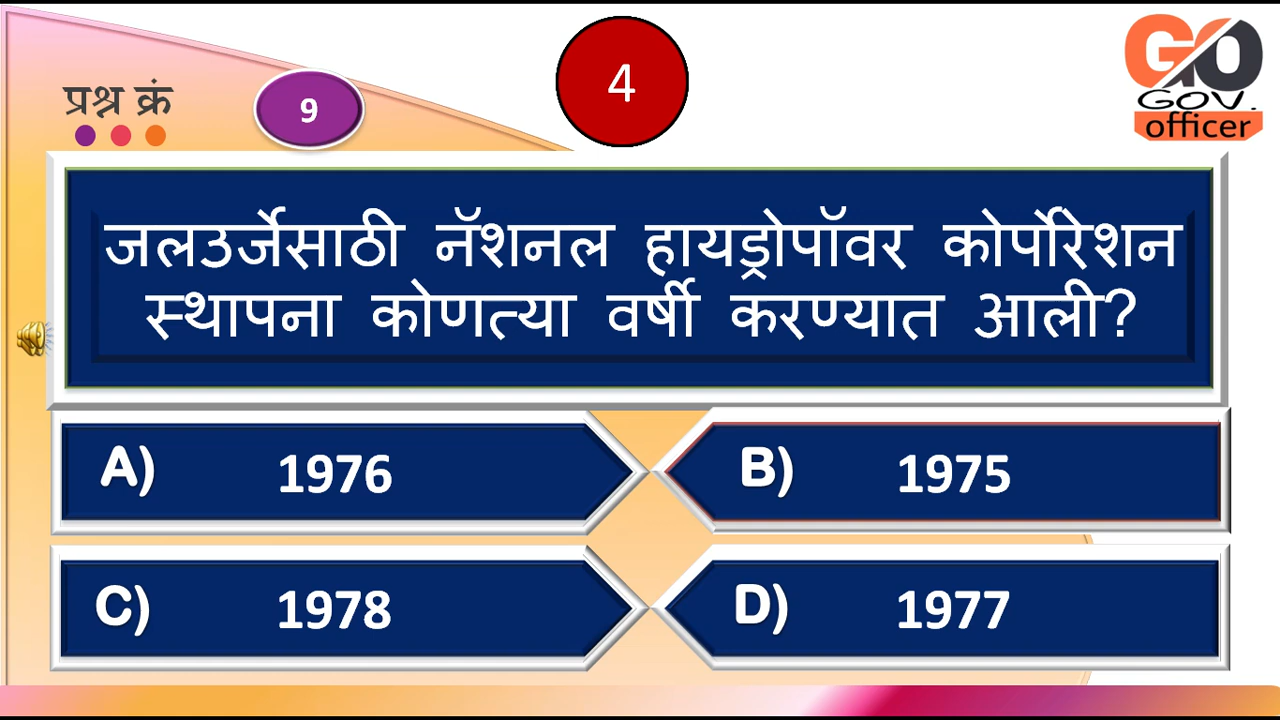 4
GO
GOV.
officer
प्रश्न क्रं
9
जलउर्जेसाठी नॅशनल हायड्रोपॉवर कोर्पोरेशन
स्थापना कोणत्या वर्षी करण्यात आली?
A) 1976
B) 1975
C) 1978
D) 1977